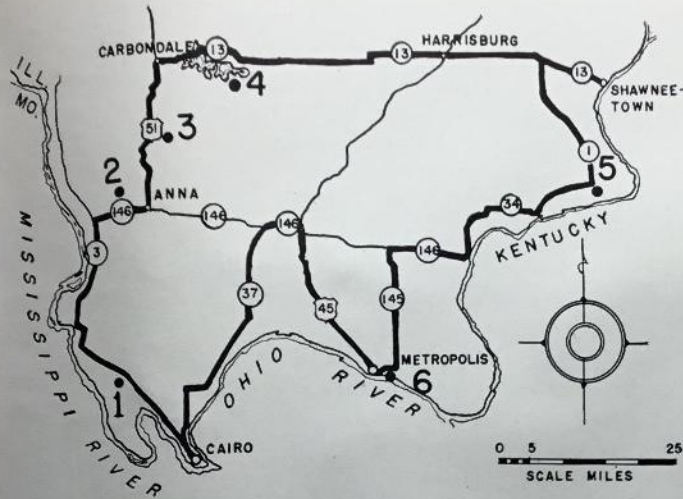 CARBONDALE
13
13
HARRISBURG
13
SHAWNEE-
TOWN
ILL
MO.
4
51
3
1
5
2
ANNA
146
146
146
34
KENTUCKY
3
146
37
45
145
MISSISSIPPI RIVER
OHIO RIVER
METROPOLIS
6
1
CAIRO
0 5 25
SCALE MILES